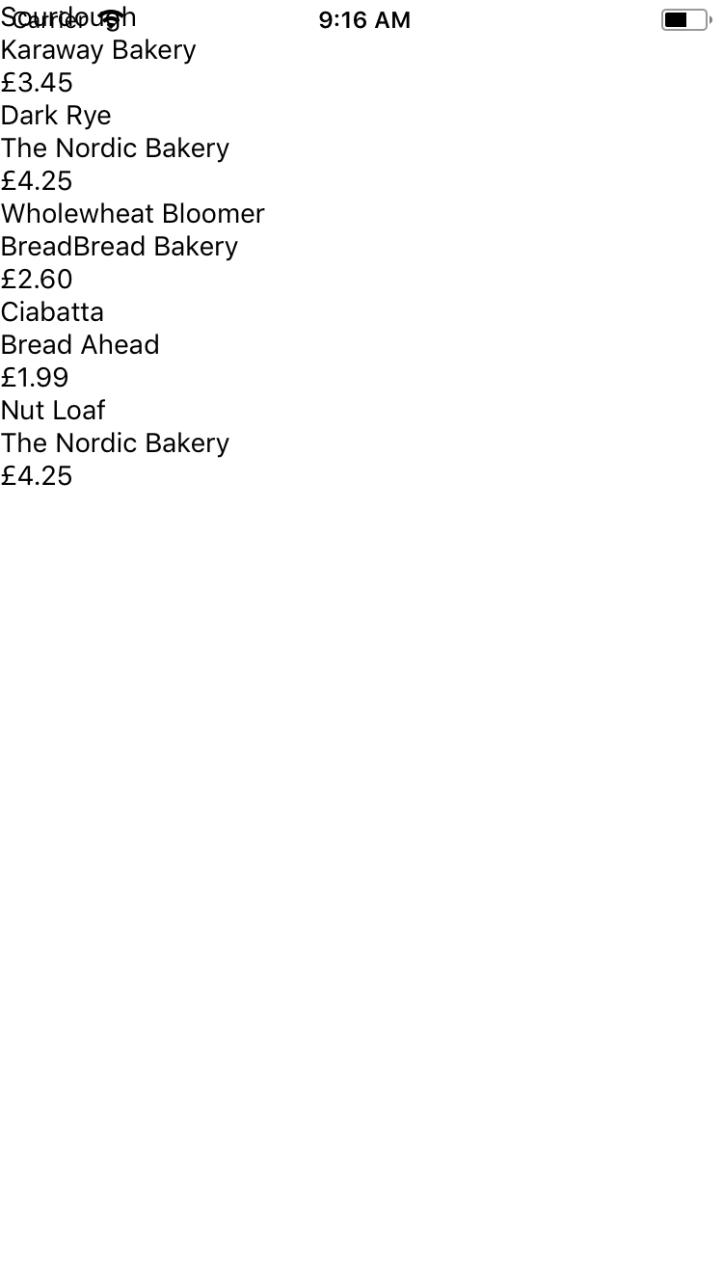 Carrier 9:16 AM
Sourdough
Karaway Bakery
£3.45
Dark Rye
The Nordic Bakery
£4.25
Wholewheat Bloomer
BreadBread Bakery
£2.60
Ciabatta
Bread Ahead
£1.99
Nut Loaf
The Nordic Bakery
£4.25